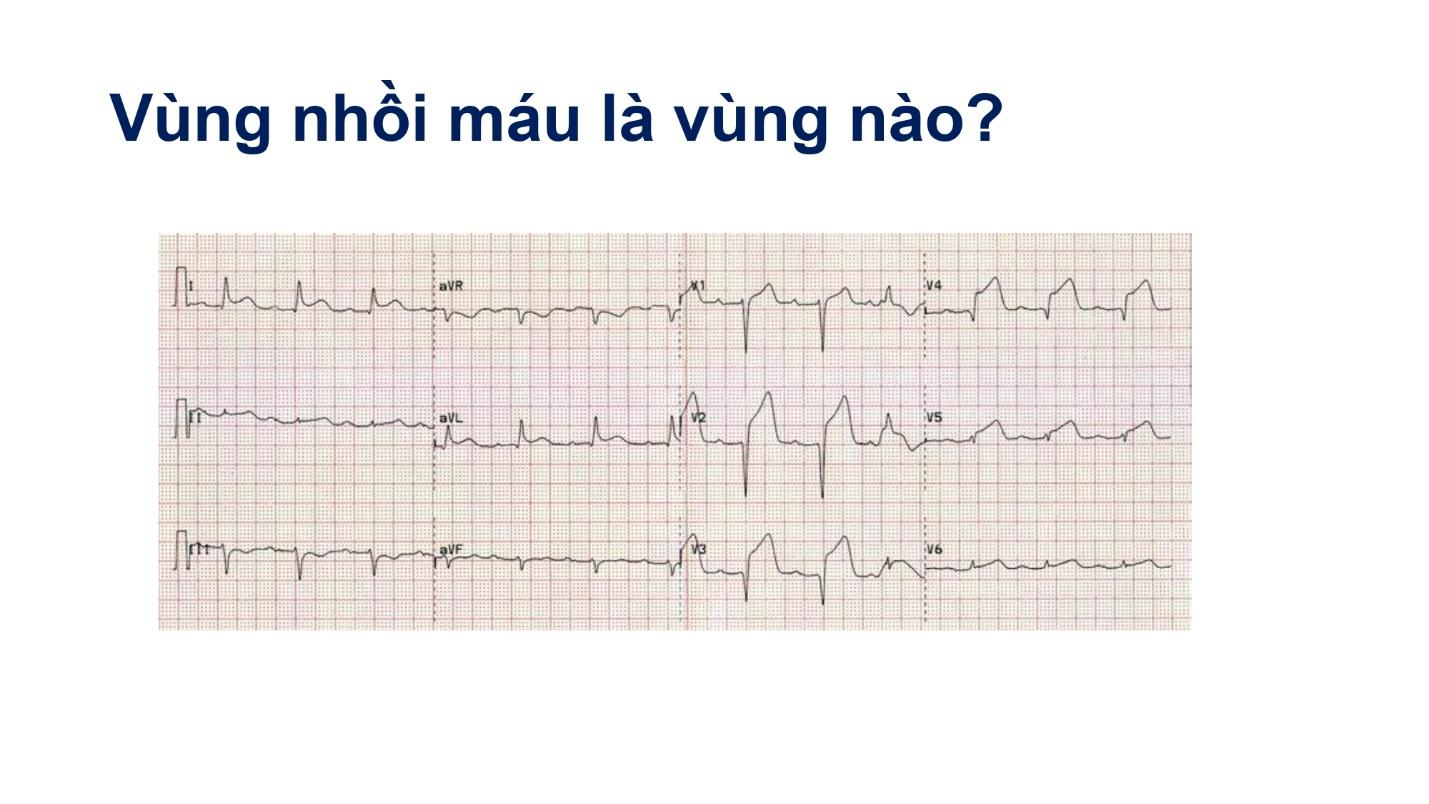 Vùng nhồi máu là vùng nào?
I aVR V1 V4
II aVL V2 V5
III aVF V3 V6